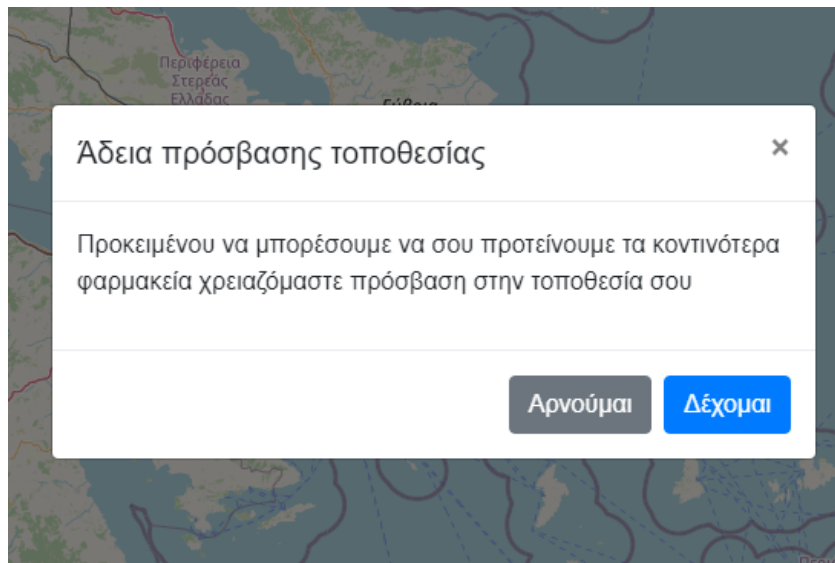 Περιφέρεια
Στερεάς
Ελλάδας
Εύβοια
Άδεια πρόσβασης τοποθεσίας
×
Προκειμένου να μπορέσουμε να σου προτείνουμε τα κοντινότερα
φαρμακεία χρειαζόμαστε πρόσβαση στην τοποθεσία σου
Αρνούμαι
Δέχομαι